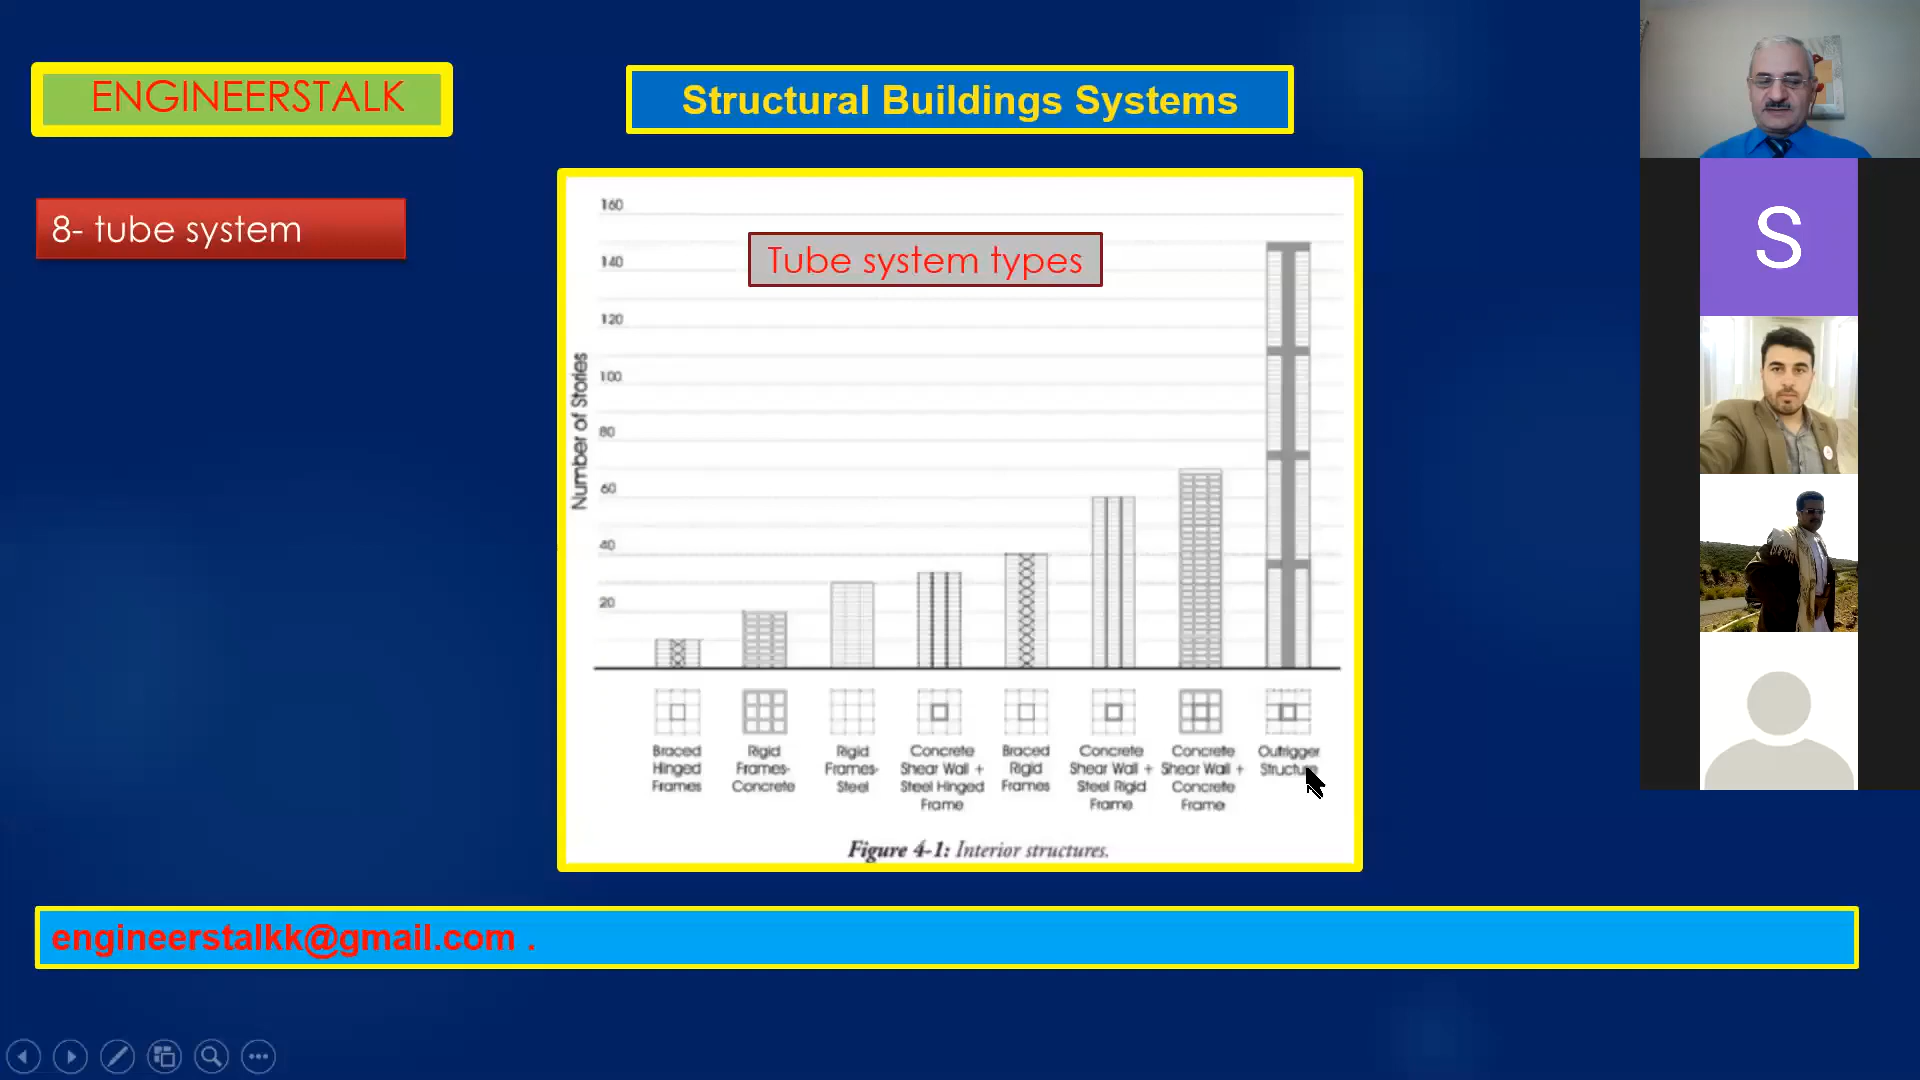 ENGINEERSTALK
Structural Buildings Systems
8- tube system
Tube system types
160
140
120
100
80
60
40
20
Number of Stories
Braced
Hinged
Frames
Rigid
Frames-
Concrete
Rigid
Frames-
Steel
Concrete
Shear Wall +
Steel Hinged
Frame
Braced
Rigid
Frames
Concrete
Shear Wall +
Steel Rigid
Frame
Concrete
Shear Wall +
Concrete
Frame
Outrigger
Structure
Figure 4-1: Interior structures.
engineerstalkk@gmail.com .
S